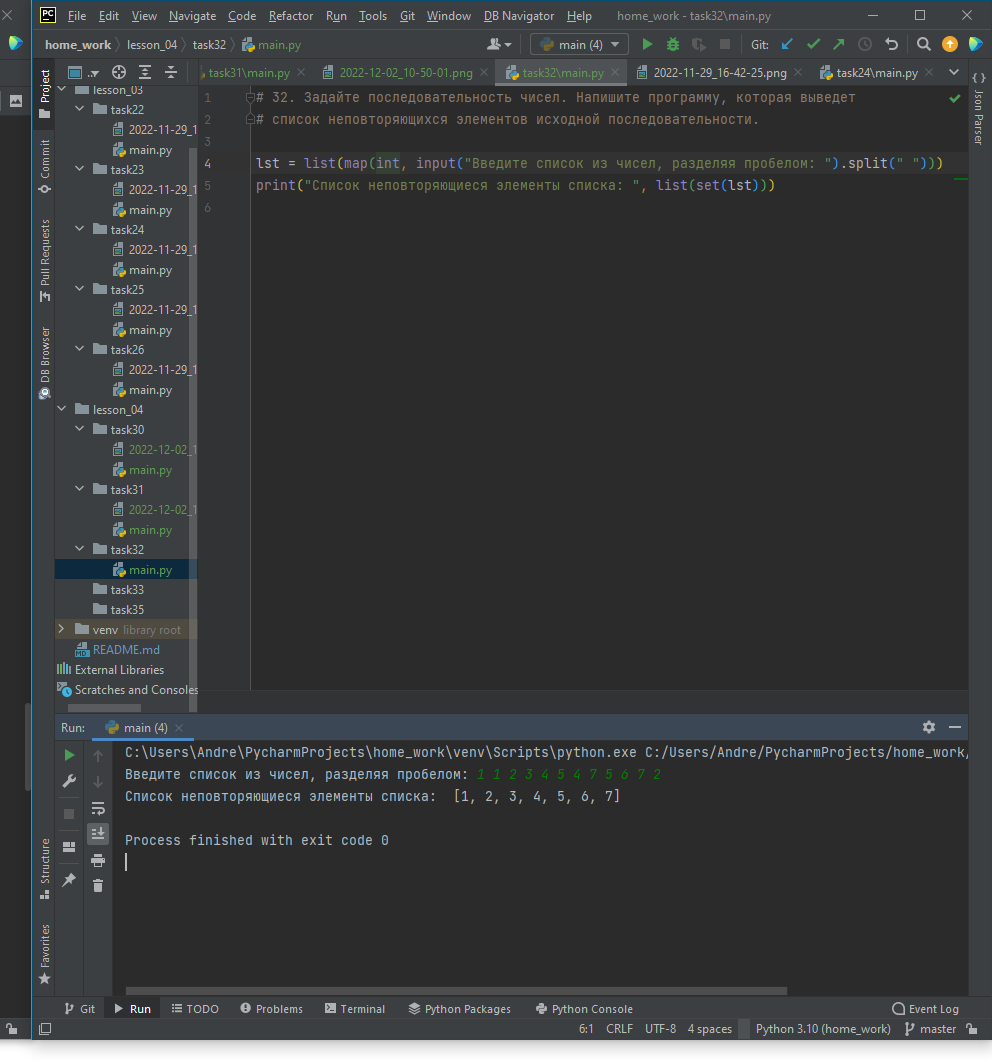 File Edit View Navigate Code Refactor Run Tools Git Window DB Navigator Help home_work - task32\main.py
home_work lesson_04 task32 main.py main (4) Git:
task31\main.py 2022-12-02_10-50-01.png task32\main.py 2022-11-29_16-42-25.png task24\main.py
Project
Commit
Pull Requests
DB Browser
Structure
Favorites
Json Parser
lesson_03
task22
2022-11-29_1
main.py
task23
2022-11-29_1
main.py
task24
2022-11-29_1
main.py
task25
2022-11-29_1
main.py
task26
2022-11-29_1
main.py
lesson_04
task30
2022-12-02_1
main.py
task31
2022-12-02_1
main.py
task32
main.py
task33
task35
venv library root
README.md
External Libraries
Scratches and Consoles
1 # 32. Задайте последовательность чисел. Напишите программу, которая выведет
2 # список неповторяющихся элементов исходной последовательности.
3
4 lst = list(map(int, input("Введите список из чисел, разделяя пробелом: ").split(" ")))
5 print("Список неповторяющиеся элементы списка: ", list(set(lst)))
6
Run: main (4)
C:\Users\Andre\PycharmProjects\home_work\venv\Scripts\python.exe C:/Users/Andre/PycharmProjects/home_work/
Введите список из чисел, разделяя пробелом: 1 1 2 3 4 5 4 7 5 6 7 2
Список неповторяющиеся элементы списка:  [1, 2, 3, 4, 5, 6, 7]
Process finished with exit code 0
Git Run TODO Problems Terminal Python Packages Python Console Event Log
6:1 CRLF UTF-8 4 spaces Python 3.10 (home_work) master